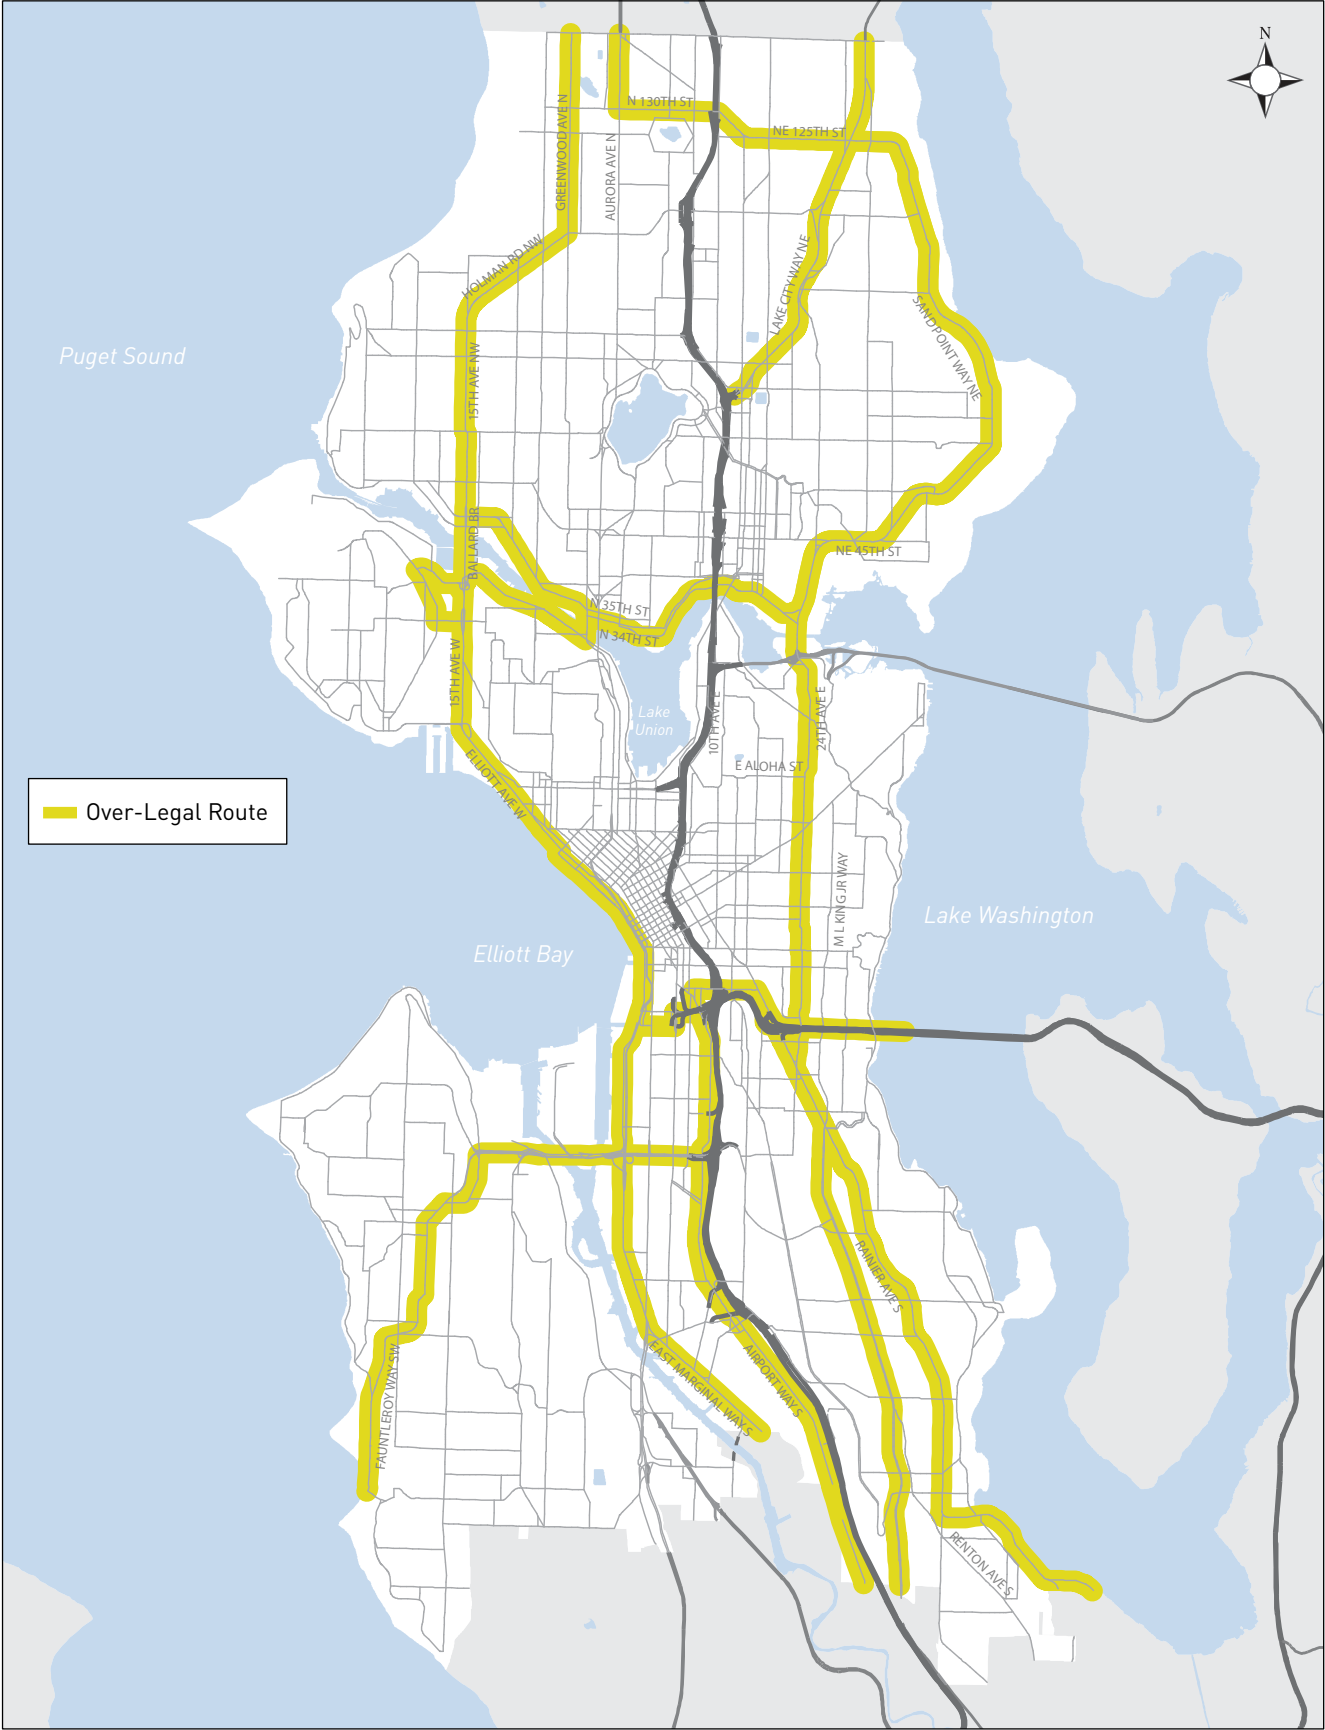 N
N 130TH ST
NE 125TH ST
GREENWOOD AVE N
AURORA AVE N
HOLMAN RD NW
LAKE CITY WAY NE
SAND POINT WAY NE
Puget Sound
15TH AVE NW
BALLARD BR
NE 45TH ST
N 35TH ST
N 34TH ST
15TH AVE W
Lake
Union
10TH AVE E
24TH AVE E
E ALOHA ST
ELLIOTT AVE W
Over-Legal Route
M L KING JR WAY
Lake Washington
Elliott Bay
RAINIER AVE S
FAUNTLEROY WAY SW
EAST MARGINAL WAY S
AIRPORT WAY S
RENTON AVE S